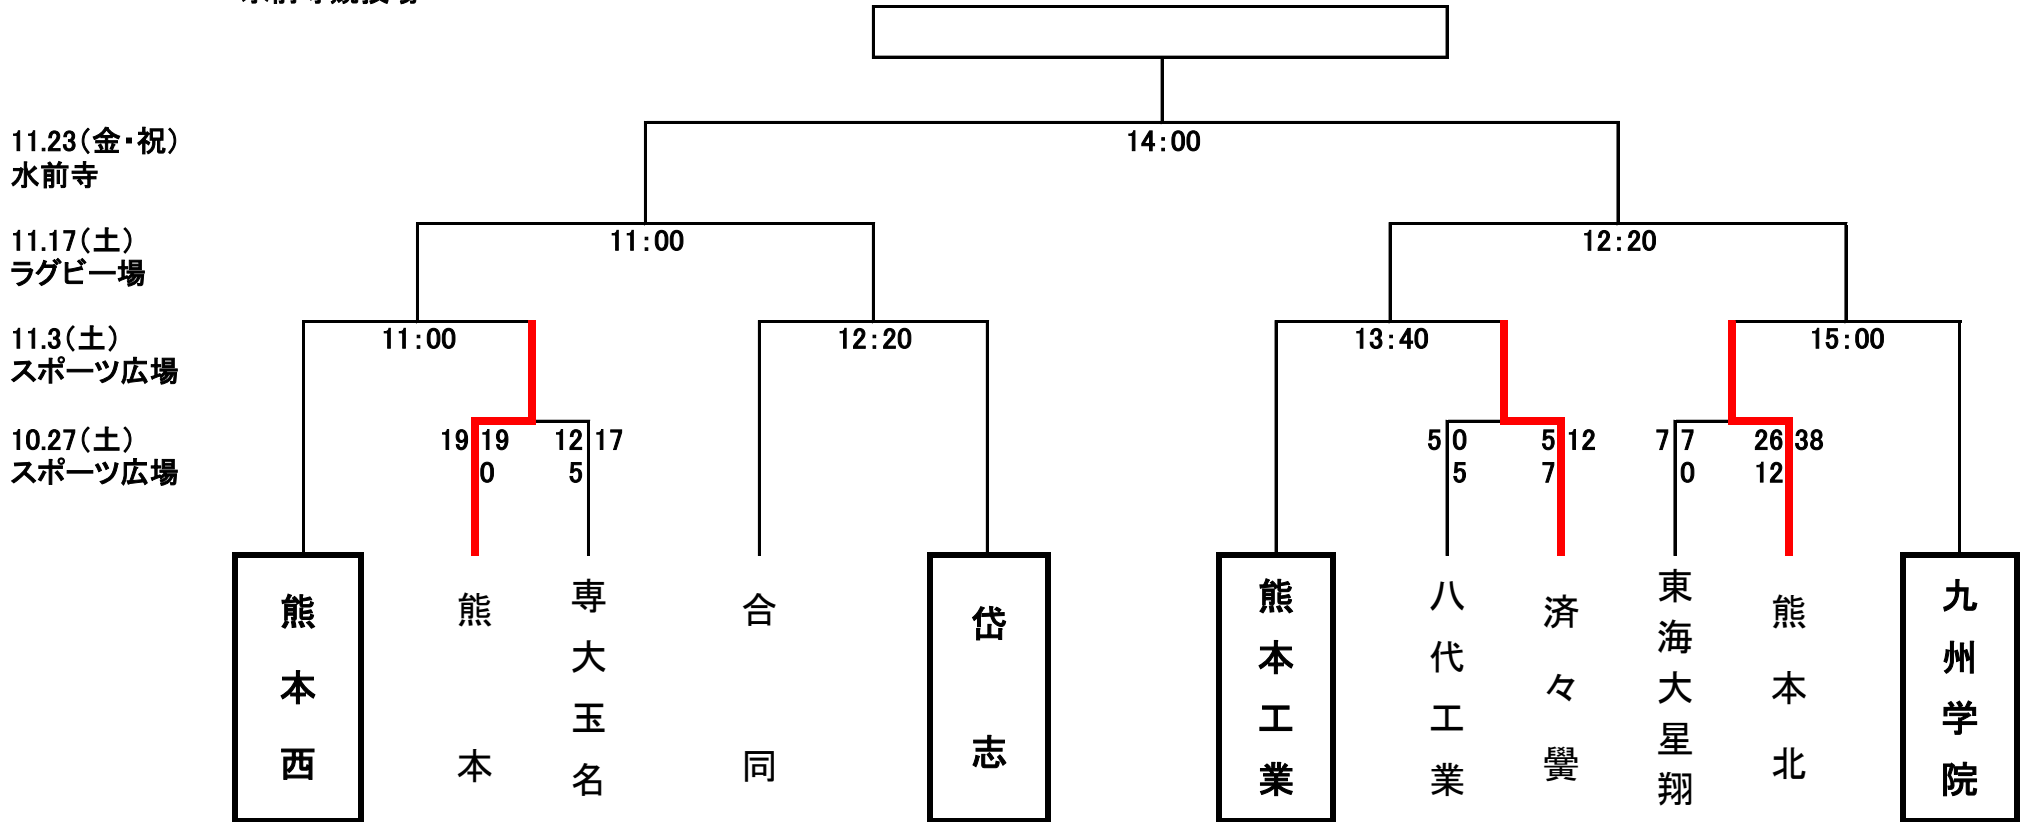 11.23（金・祝）
水前寺
14:00
11.17（土）
ラグビー場
11:00
12:20
11.3（土）
スポーツ広場
11:00
12:20
13:40
15:00
10.27（土）
スポーツ広場
19 19 12 17
0 5
5 0 5 12
5 7
7 7 26 38
0 12
熊本西
熊本
専大玉名
合同
岱志
熊本工業
八代工業
済々黌
東海大星翔
熊本北
九州学院